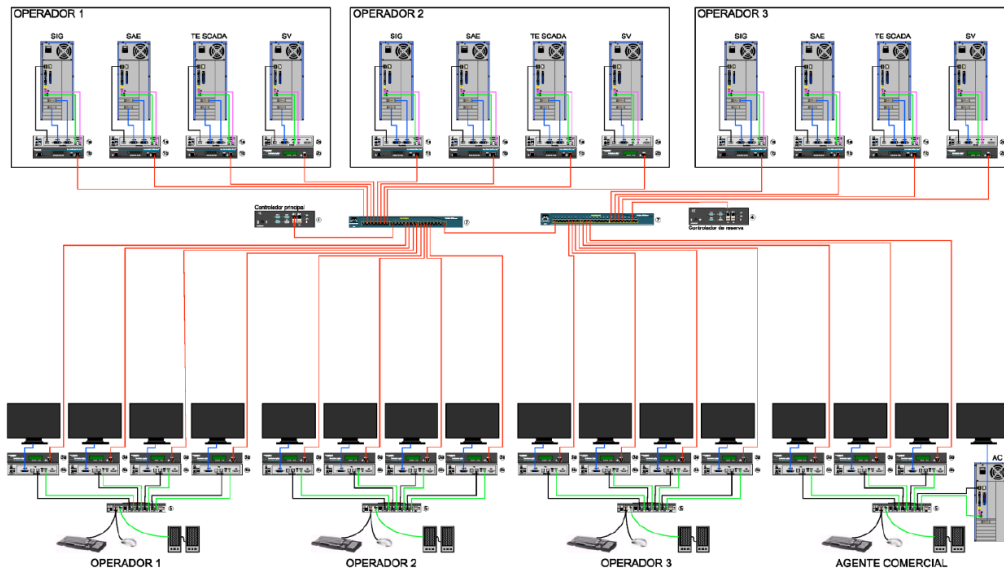 OPERADOR 1
SIG
SAE
TE SCADA
SV
OPERADOR 2
SIG
SAE
TE SCADA
SV
OPERADOR 3
SIG
SAE
TE SCADA
SV
Controlador principal
Controlador de reserva
AC
OPERADOR 1
OPERADOR 2
OPERADOR 3
AGENTE COMERCIAL